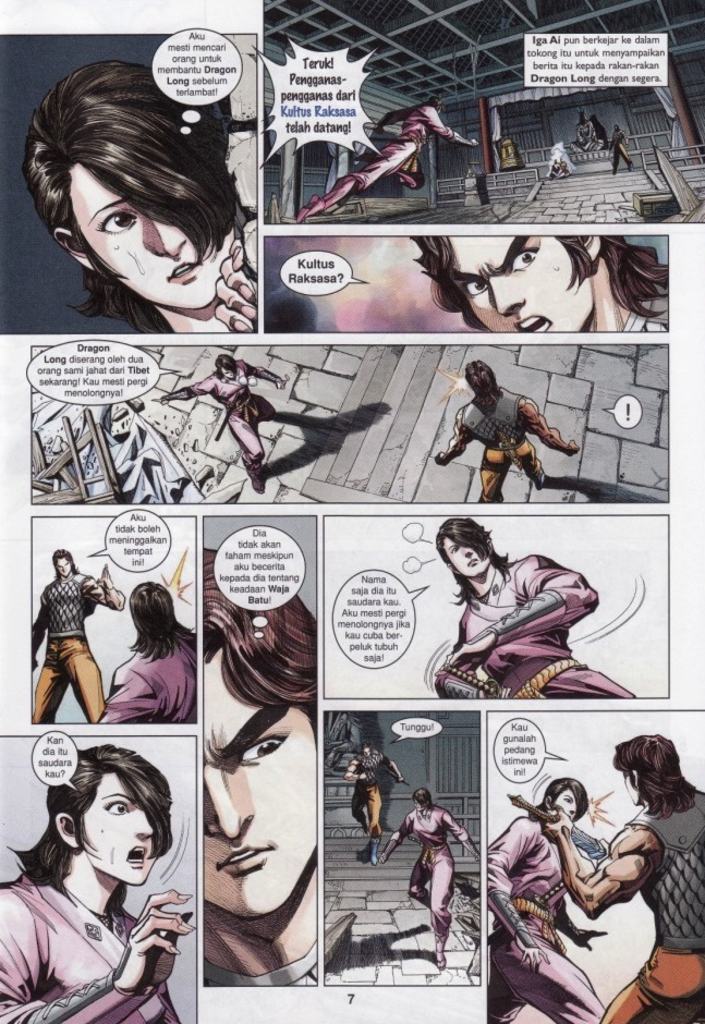 Aku
mesti mencari
orang untuk
membantu Dragon
Long sebelum
terlambat!
Teruk!
Pengganas-
pengganas dari
Kultus Raksasa
telah datang!
Iga Ai pun berkejar ke dalam
tokong itu untuk menyampaikan
berita itu kepada rakan-rakan
Dragon Long dengan segera.
Kultus
Raksasa?
Dragon
Long diserang oleh dua
orang sami jahat dari Tibet
sekarang! Kau mesti pergi
menolongnya!
!
Aku
tidak boleh
meninggalkan
tempat
ini!
Dia
tidak akan
faham meskipun
aku becerita
kepada dia tentang
keadaan Waja
Batu!
Nama
saja dia itu
saudara kau.
Aku mesti pergi
menolongnya jika
kau cuba ber-
peluk tubuh
saja!
Kan
dia itu
saudara
kau?
Tunggu!
Kau
gunalah
pedang
istimewa
ini!
7